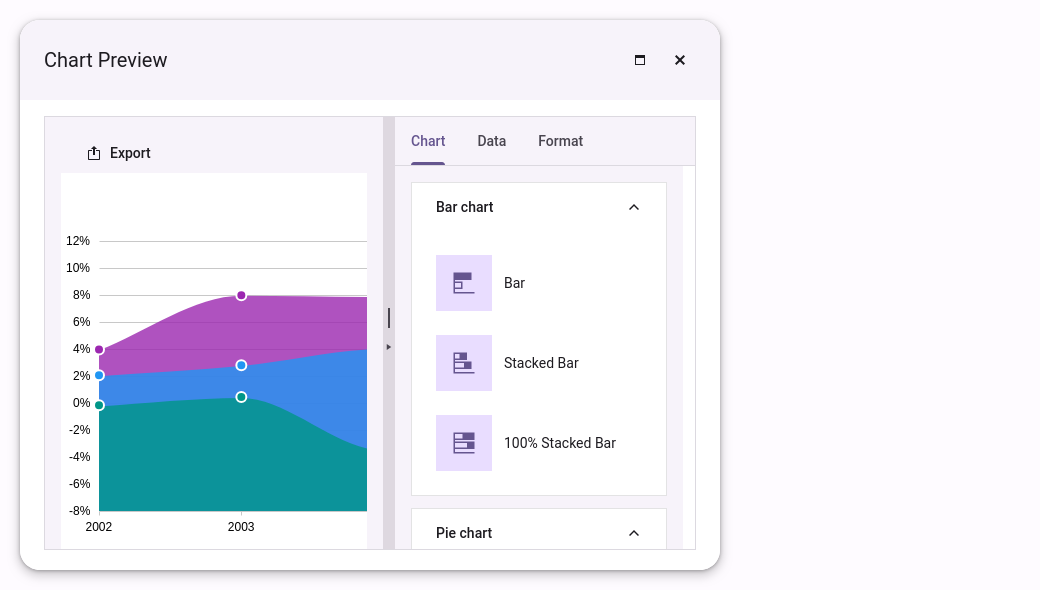 Chart Preview
Export
Chart Data Format
Bar chart
Bar
Stacked Bar
100% Stacked Bar
Pie chart
12%
10%
8%
6%
4%
2%
0%
-2%
-4%
-6%
-8%
2002 2003